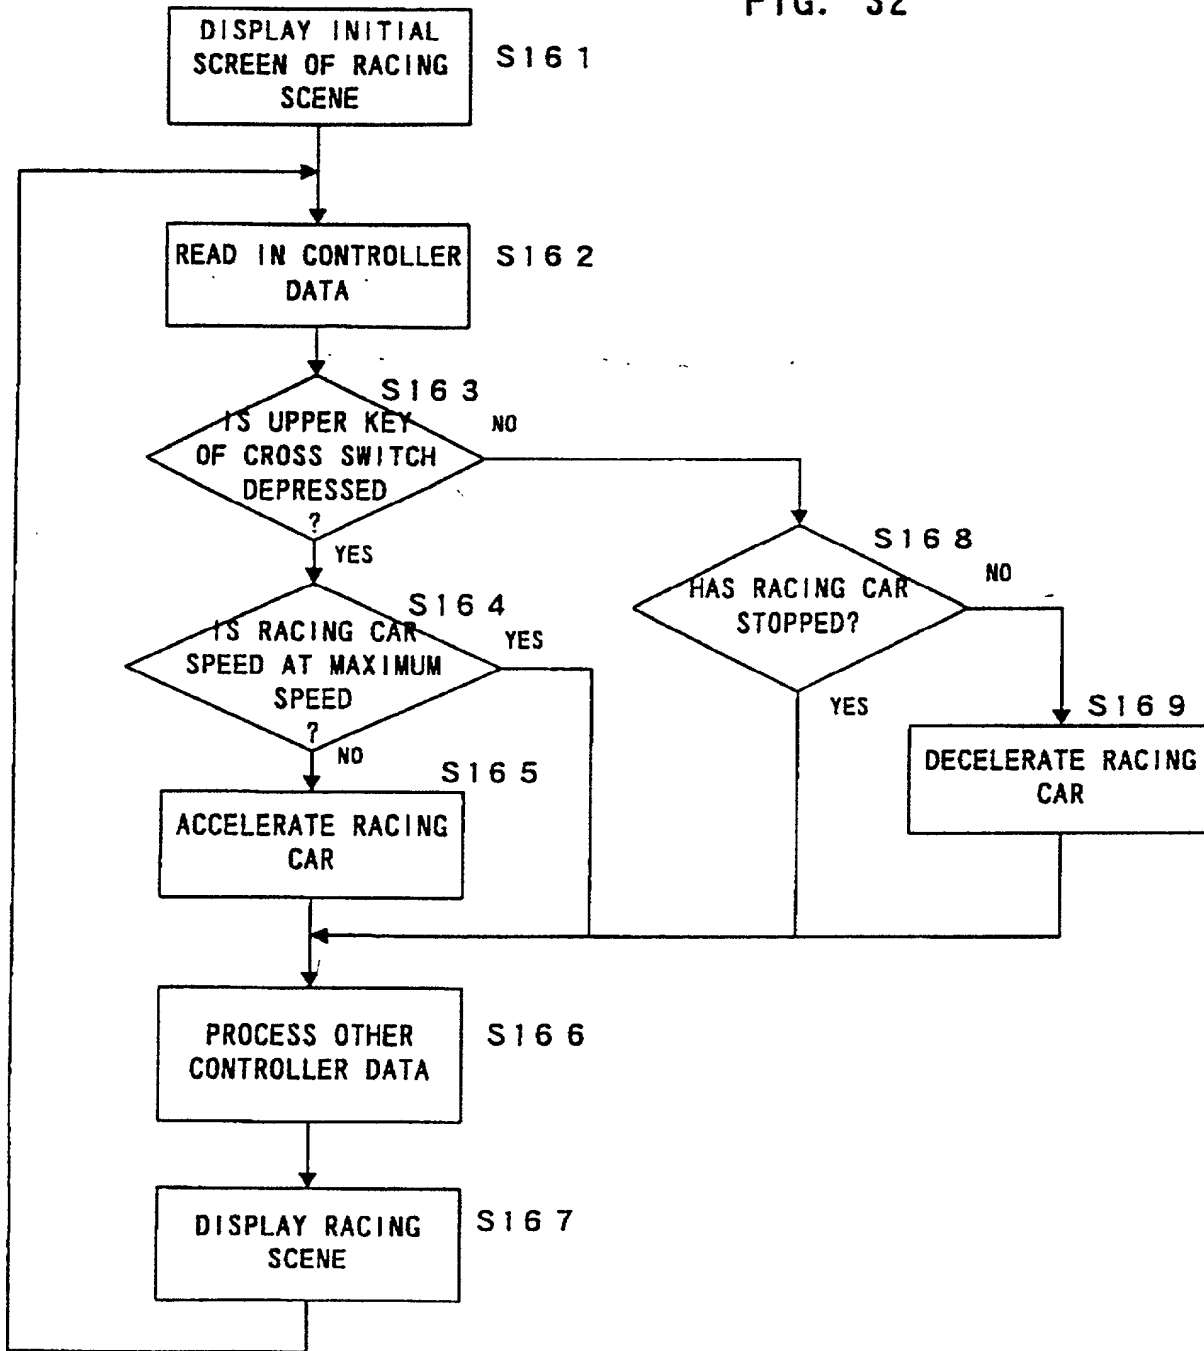 FIG. 32
DISPLAY INITIAL
SCREEN OF RACING
SCENE
S161
READ IN CONTROLLER
DATA
S162
S163
IS UPPER KEY
OF CROSS SWITCH
DEPRESSED
?
NO
YES
S164
IS RACING CAR
SPEED AT MAXIMUM
SPEED
?
YES
NO
S168
HAS RACING CAR
STOPPED?
NO
YES
S169
DECELERATE RACING
CAR
S165
ACCELERATE RACING
CAR
PROCESS OTHER
CONTROLLER DATA
S166
DISPLAY RACING
SCENE
S167